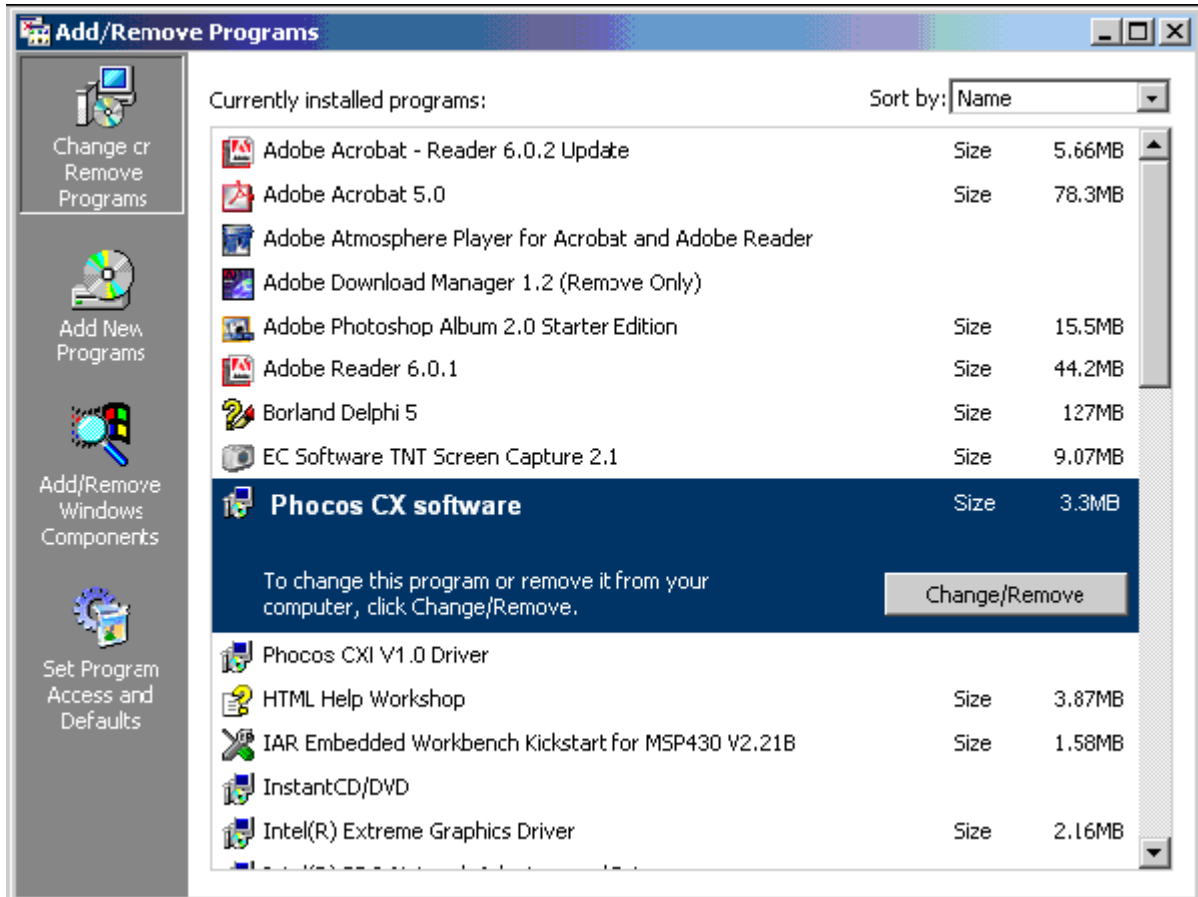 Add/Remove Programs
Change or
Remove
Programs
Add New
Programs
Add/Remove
Windows
Components
Set Program
Access and
Defaults
Currently installed programs: Sort by: Name
Adobe Acrobat - Reader 6.0.2 Update Size 5.66MB
Adobe Acrobat 5.0 Size 78.3MB
Adobe Atmosphere Player for Acrobat and Adobe Reader
Adobe Download Manager 1.2 (Remove Only)
Adobe Photoshop Album 2.0 Starter Edition Size 15.5MB
Adobe Reader 6.0.1 Size 44.2MB
Borland Delphi 5 Size 127MB
EC Software TNT Screen Capture 2.1 Size 9.07MB
Phocos CX software Size 3.3MB
To change this program or remove it from your
computer, click Change/Remove.
Change/Remove
Phocos CXI V1.0 Driver
HTML Help Workshop Size 3.87MB
IAR Embedded Workbench Kickstart for MSP430 V2.21B Size 1.58MB
InstantCD/DVD
Intel(R) Extreme Graphics Driver Size 2.16MB